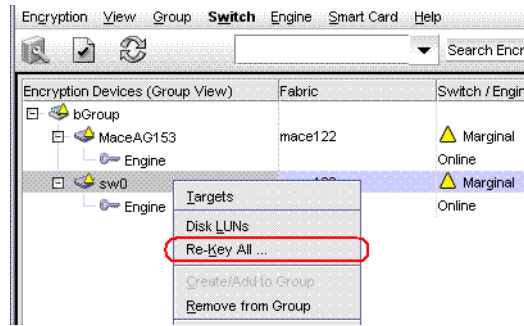 Encryption View Group Switch Engine Smart Card Help
Search Encr
Encryption Devices (Group View) Fabric Switch / Engin
bGroup
MaceAG153 mace122 Marginal
Engine Online
sw0 Marginal
Engine Online
Targets
Disk LUNs
Re-Key All ...
Create/Add to Group
Remove from Group